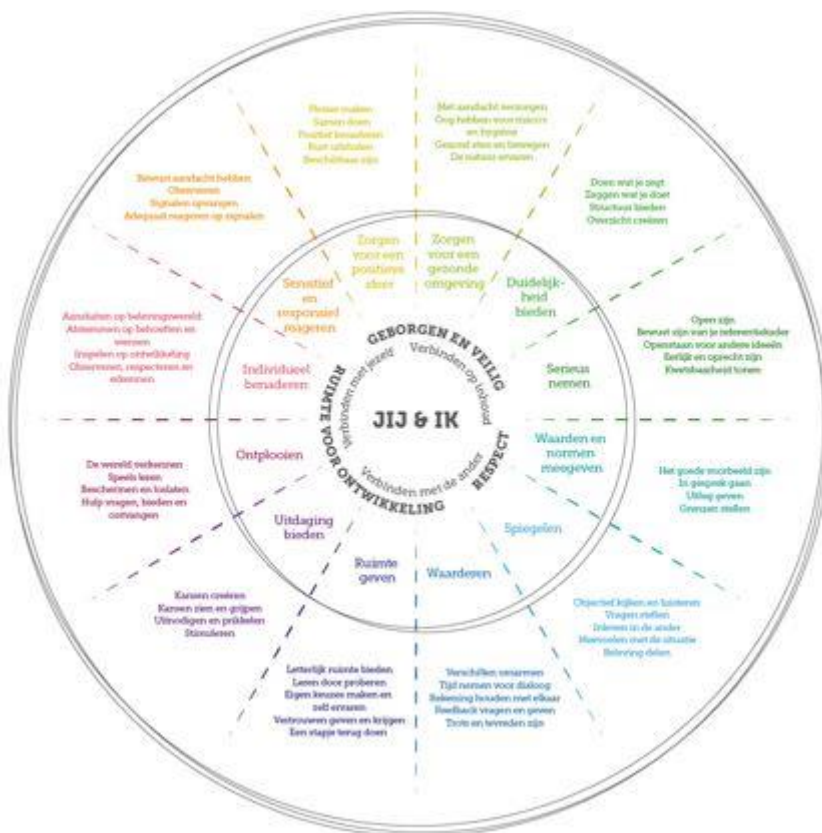 JIJ & IK
Verbinden met jezelf
Verbinden op inhoud
Verbinden met de ander
GEBORGEN EN VEILIG
RESPECT
RUIMTE VOOR ONTWIKKELING
Zorgen
voor een
gezonde
omgeving
Met aandacht verzorgen
Oog hebben voor risico's
en hygiëne
Gezond eten en bewegen
De natuur ervaren
Duidelijk-
heid
bieden
Doen wat je zegt
Zeggen wat je doet
Structuur bieden
Overzicht creëren
Serieus
nemen
Open zijn
Bewust zijn van je referentiekader
Openstaan voor andere ideeën
Eerlijk en oprecht zijn
Kwetsbaarheid tonen
Waarden en
normen
meegeven
Het goede voorbeeld zijn
In gesprek gaan
Uitleg geven
Grenzen stellen
Spiegelen
Objectief kijken en luisteren
Vragen stellen
Inleven in de ander
Meevoelen met de situatie
Beleving delen
Waarderen
Verschillen omarmen
Tijd nemen voor dialoog
Rekening houden met elkaar
Feedback vragen en geven
Trots en tevreden zijn
Ruimte
geven
Letterlijk ruimte bieden
Leren door proberen
Eigen keuzes maken en
zelf ervaren
Vertrouwen geven en krijgen
Een stapje terug doen
Uitdaging
bieden
Kansen creëren
Kansen zien en grijpen
Uitnodigen en prikkelen
Stimuleren
Ontplooien
De wereld verkennen
Speels leren
Beschermen en loslaten
Hulp vragen, bieden en
ontvangen
Individueel
benaderen
Aansluiten op belevingswereld
Afstemmen op behoeften en
wensen
Inspelen op ontwikkeling
Observeren, respecteren en
erkennen
Sensitief
en
responsief
reageren
Bewust aandacht hebben
Observeren
Signalen opvangen
Adequaat reageren op signalen
Zorgen
voor een
positieve
sfeer
Plezier maken
Samen doen
Positief benaderen
Rust uitstralen
Beschikbaar zijn